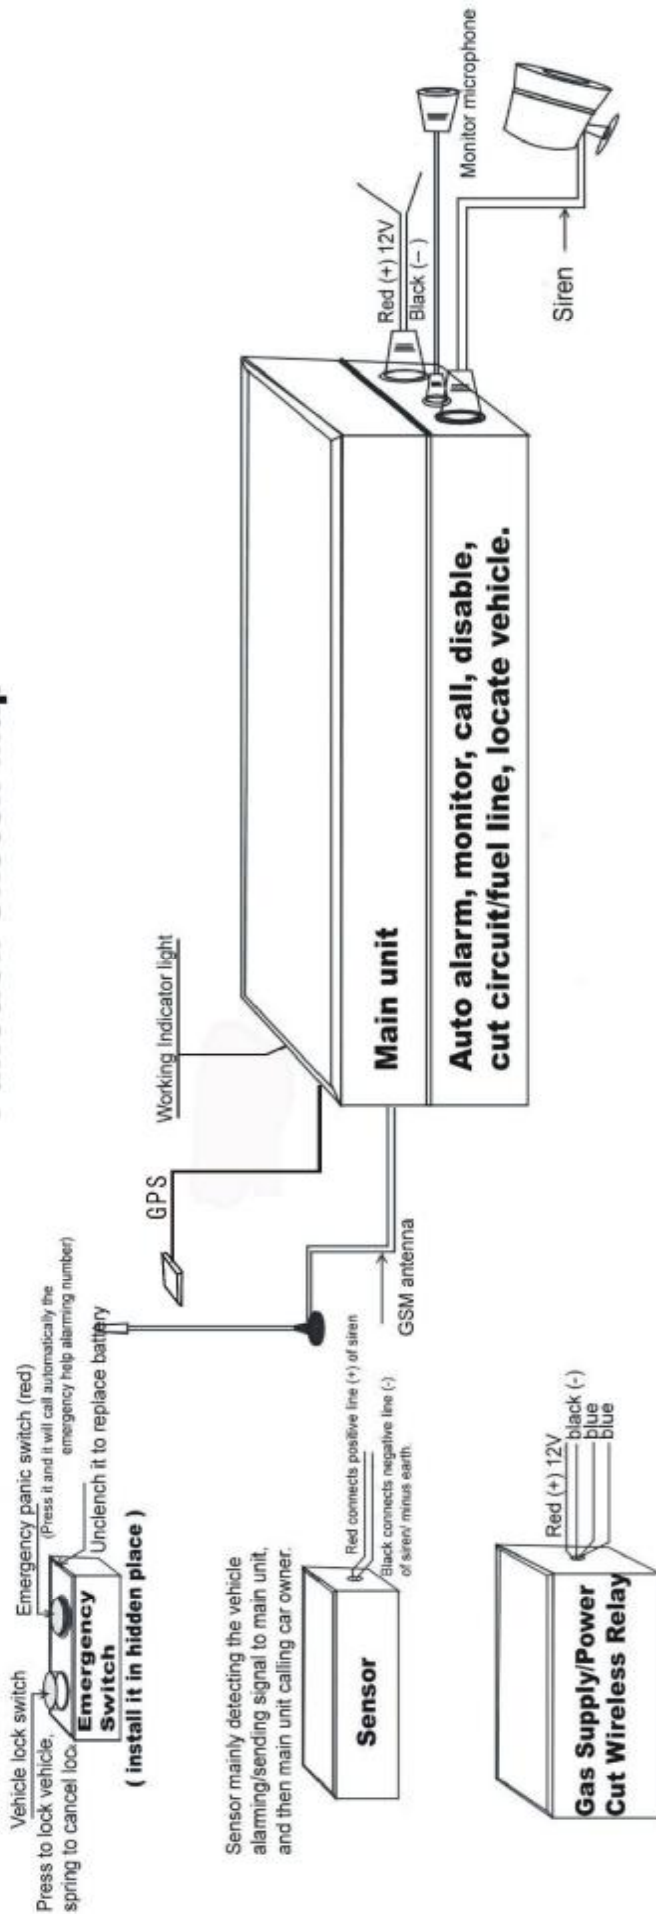 Vehicle lock switch
Press to lock vehicle,
spring to cancel lock
Emergency panic switch (red)
(Press it and it will call automatically the
emergency help alarming number)
Unclench it to replace battery
Emergency
Switch
( install it in hidden place )
GPS
Working Indicator light
GSM antenna
Main unit
Auto alarm, monitor, call, disable,
cut circuit/fuel line, locate vehicle.
Red (+) 12V
Black (–)
Monitor microphone
Siren
Sensor mainly detecting the vehicle
alarming/sending signal to main unit,
and then main unit calling car owner.
Red connects positive line (+) of siren
Black connects negative line (-)
of siren/ minus earth.
Sensor
Red (+) 12V
black (-)
blue
blue
Gas Supply/Power
Cut Wireless Relay